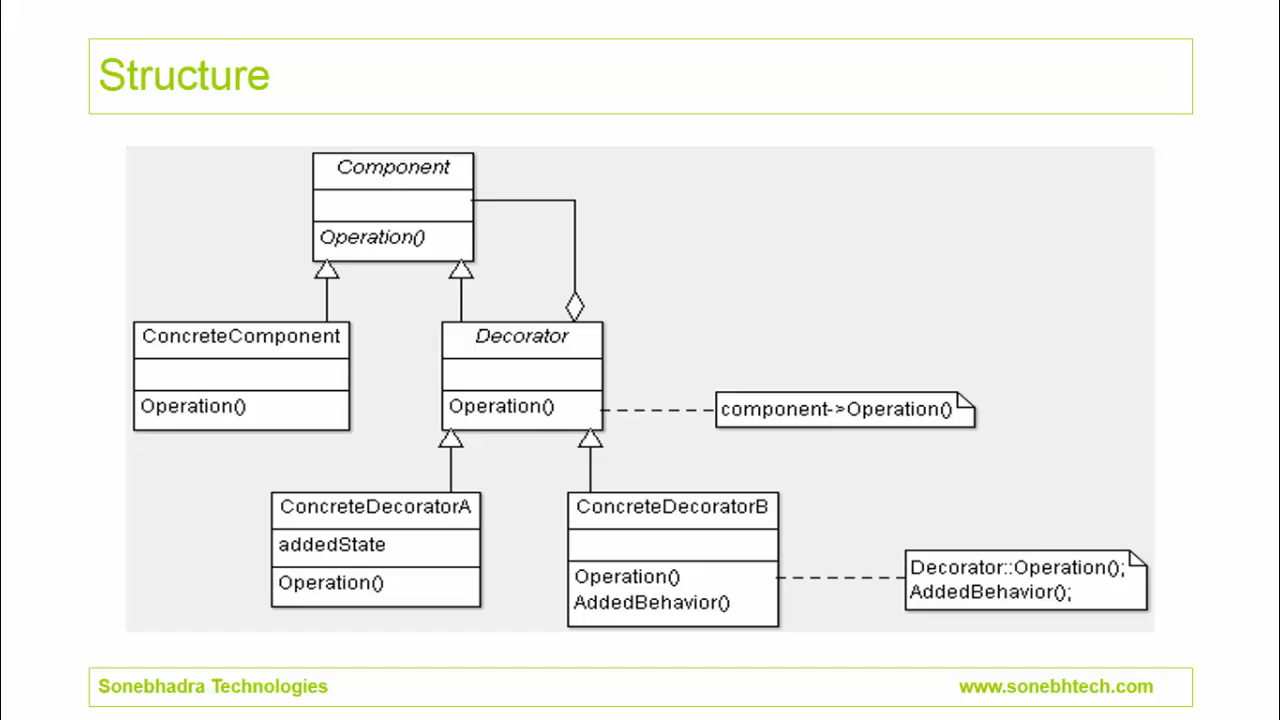 Structure
Component
Operation()
ConcreteComponent
Operation()
Decorator
Operation()
component->Operation()
ConcreteDecoratorA
addedState
Operation()
ConcreteDecoratorB
Operation()
AddedBehavior()
Decorator::Operation();
AddedBehavior();
Sonebhadra Technologies
www.sonebhtech.com